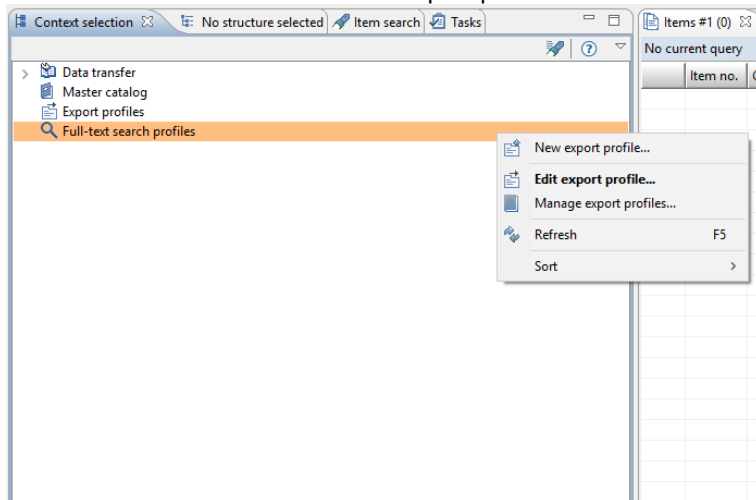 Context selection No structure selected Item search Tasks
Items #1 (0)
No current query
Item no.
Data transfer
Master catalog
Export profiles
Full-text search profiles
New export profile...
Edit export profile...
Manage export profiles...
Refresh F5
Sort